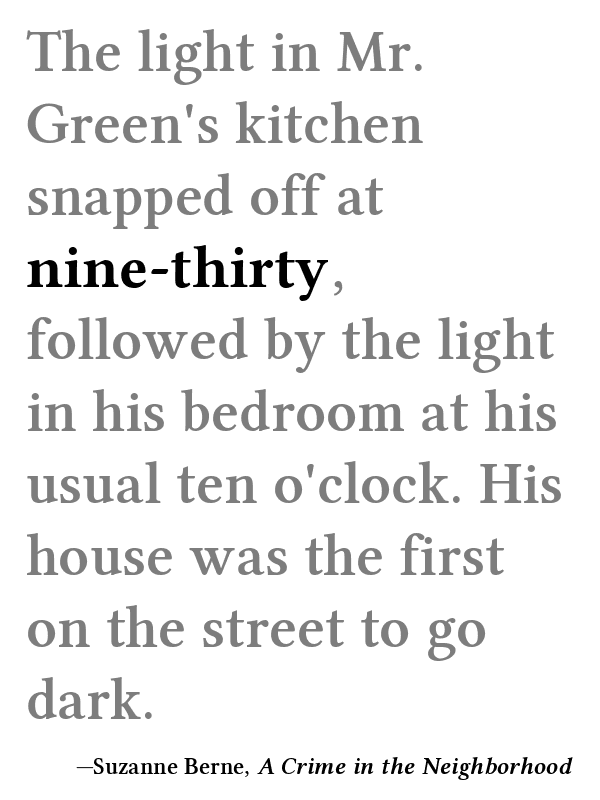 The light in Mr.
Green's kitchen
snapped off at
nine-thirty,
followed by the light
in his bedroom at his
usual ten o'clock. His
house was the first
on the street to go
dark.
—Suzanne Berne, A Crime in the Neighborhood